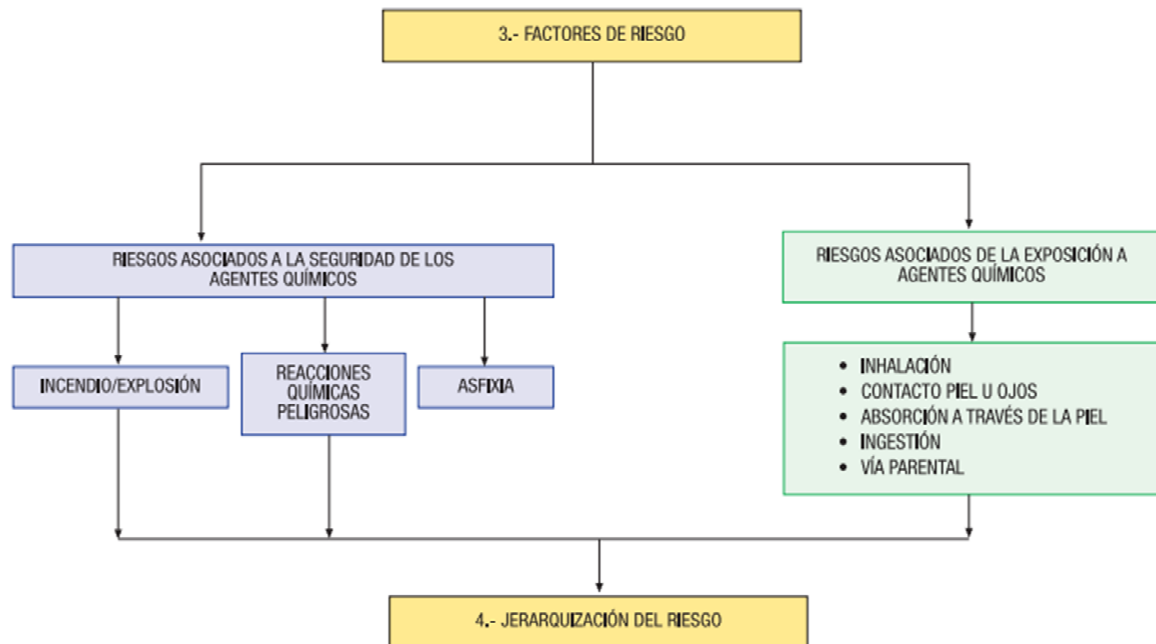 3.- FACTORES DE RIESGO
RIESGOS ASOCIADOS A LA SEGURIDAD DE LOS
AGENTES QUÍMICOS
RIESGOS ASOCIADOS DE LA EXPOSICIÓN A
AGENTES QUÍMICOS
INCENDIO/EXPLOSIÓN
REACCIONES
QUÍMICAS
PELIGROSAS
ASFIXIA
• INHALACIÓN
• CONTACTO PIEL U OJOS
• ABSORCIÓN A TRAVÉS DE LA PIEL
• INGESTIÓN
• VÍA PARENTAL
4.- JERARQUIZACIÓN DEL RIESGO